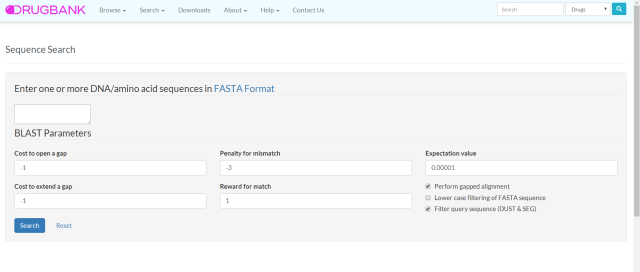 DRUGBANK Browse Search Downloads About Help Contact Us Search Drugs
Sequence Search
Enter one or more DNA/amino acid sequences in FASTA Format
BLAST Parameters
Cost to open a gap Penalty for mismatch Expectation value
-1 -3 0.00001
Cost to extend a gap Reward for match Perform gapped alignment
-1 1 Lower case filtering of FASTA sequence
Filter query sequence (DUST & SEG)
Search Reset